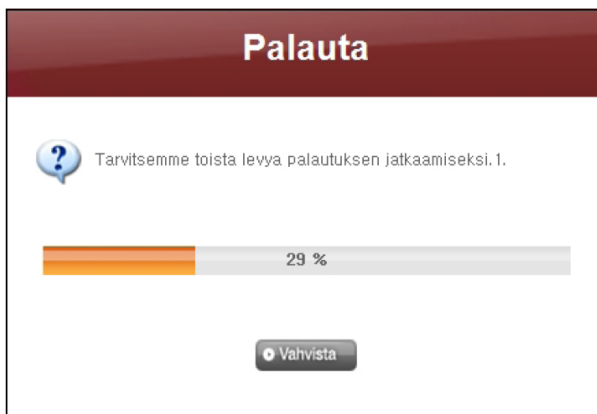 Palauta
Tarvitsemme toista levya palautuksen jatkaamiseksi.1.
29 %
Vahvista